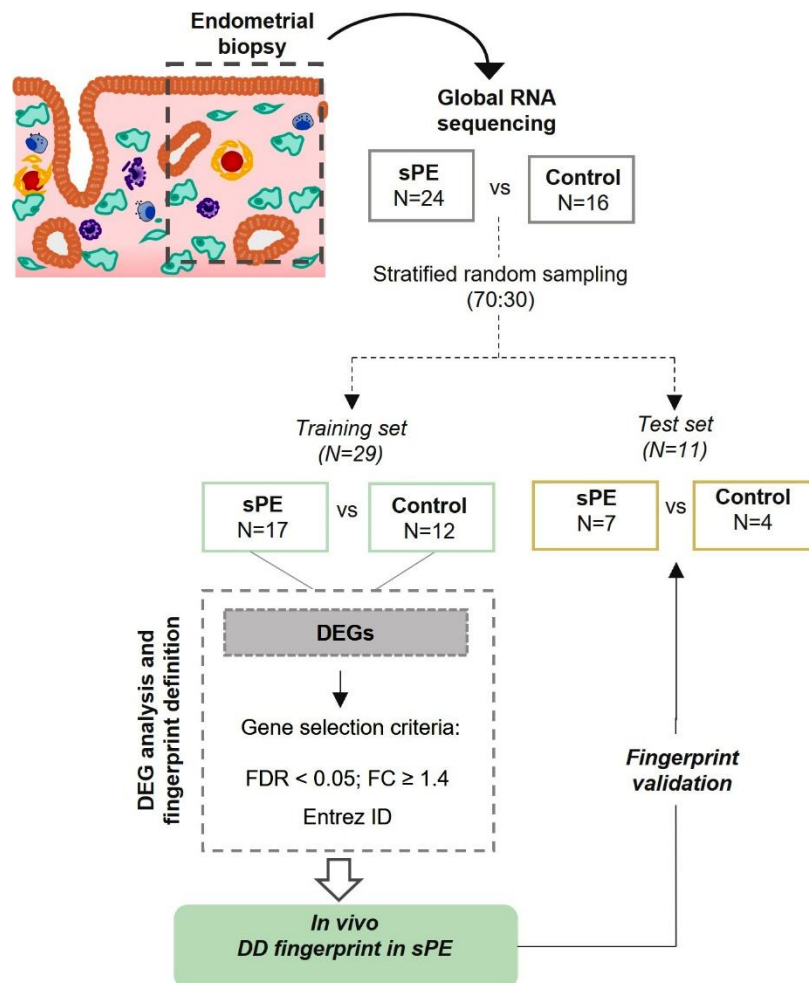 Endometrial
biopsy
Global RNA
sequencing
sPE
N=24
vs
Control
N=16
Stratified random sampling
(70:30)
Training set
(N=29)
Test set
(N=11)
sPE
N=17
vs
Control
N=12
sPE
N=7
vs
Control
N=4
DEG analysis and
fingerprint definition
DEGs
Gene selection criteria:
FDR < 0.05; FC ≥ 1.4
Entrez ID
Fingerprint
validation
In vivo
DD fingerprint in sPE